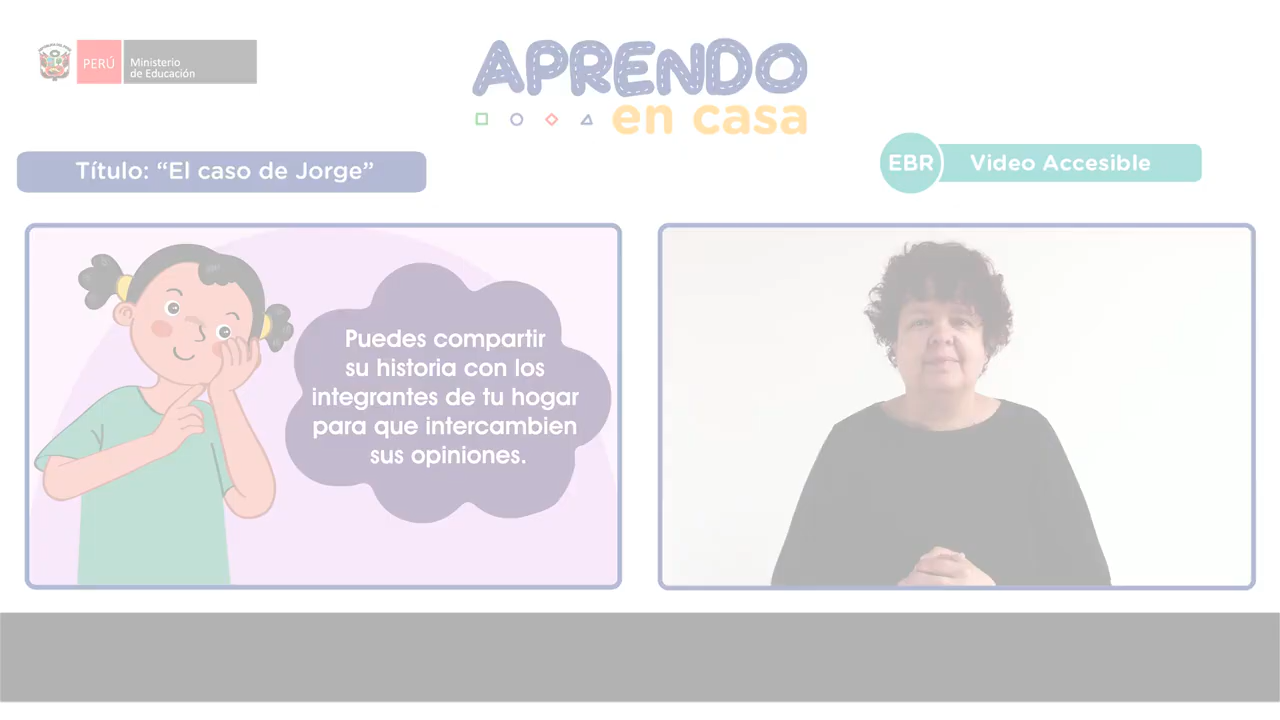 PERÚ
Ministerio
de Educación
APRENDO
en casa
Título: “El caso de Jorge”
EBR
Video Accesible
Puedes compartir
su historia con los
integrantes de tu hogar
para que intercambien
sus opiniones.